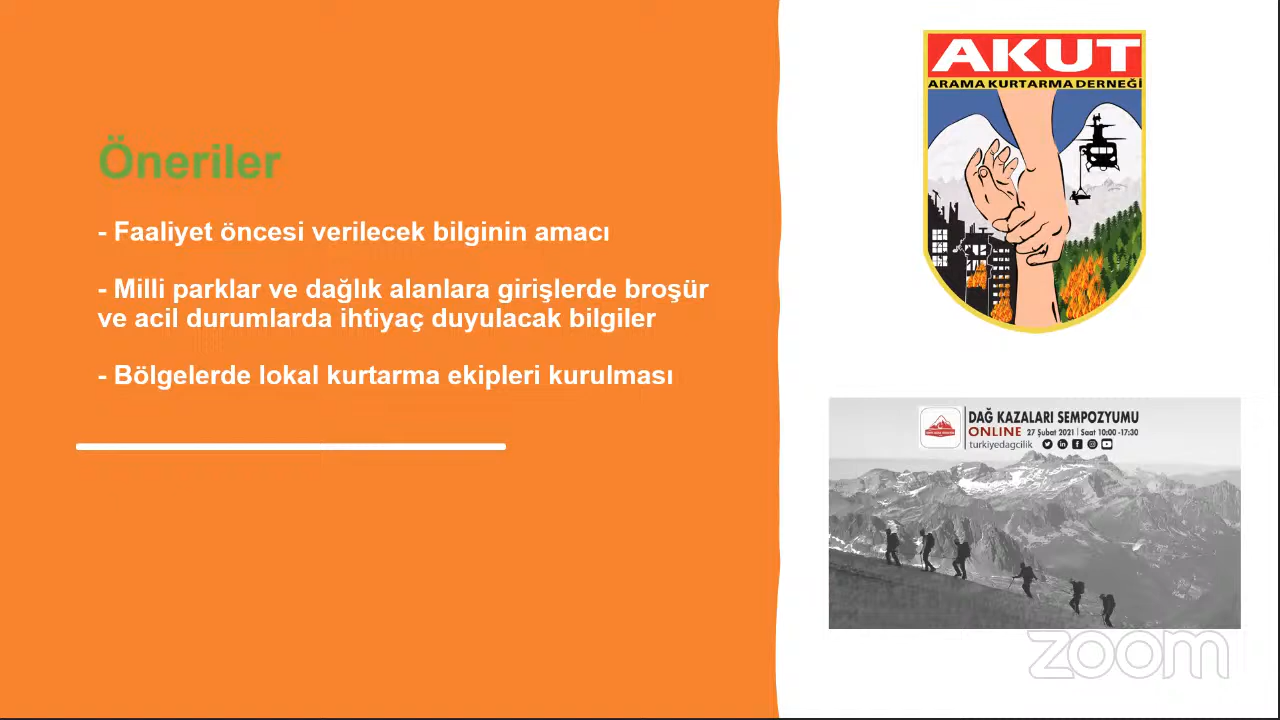 Öneriler
- Faaliyet öncesi verilecek bilginin amacı
- Milli parklar ve dağlık alanlara girişlerde broşür
ve acil durumlarda ihtiyaç duyulacak bilgiler
- Bölgelerde lokal kurtarma ekipleri kurulması
AKUT
ARAMA KURTARMA DERNEĞİ
DAĞ KAZALARI SEMPOZYUMU
ONLINE 27 Şubat 2021 | Saat 10:00 -17:30
turkiyedagcilik
zoom